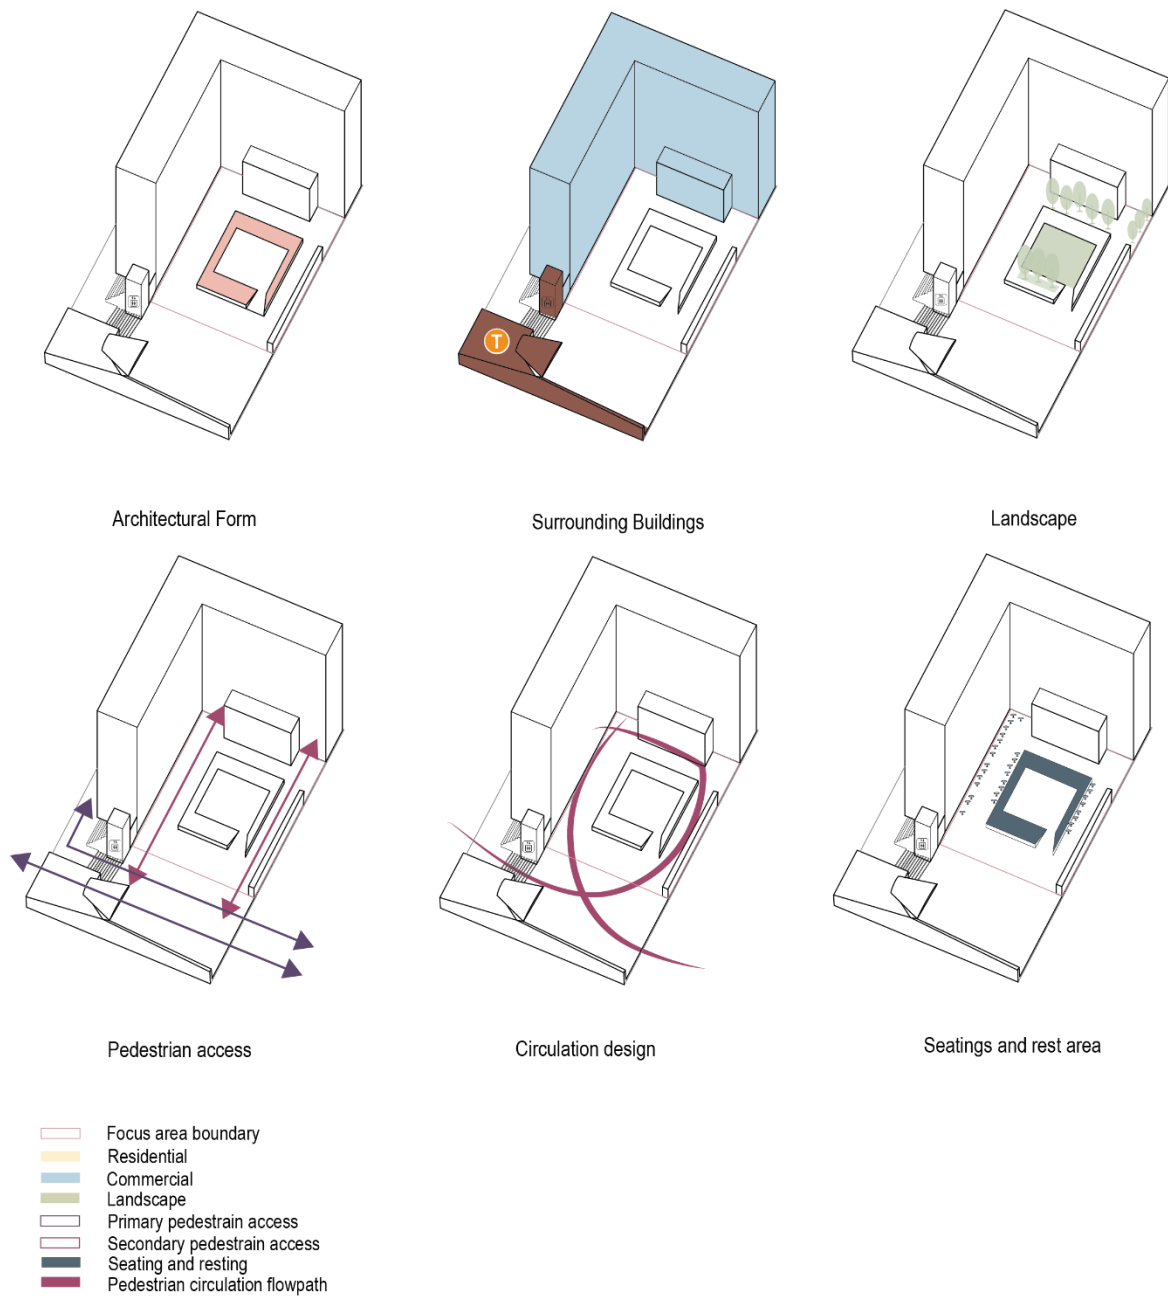 T
Architectural Form
Surrounding Buildings
Landscape
Pedestrian access
Circulation design
Seatings and rest area
Focus area boundary
Residential
Commercial
Landscape
Primary pedestrain access
Secondary pedestrain access
Seating and resting
Pedestrian circulation flowpath